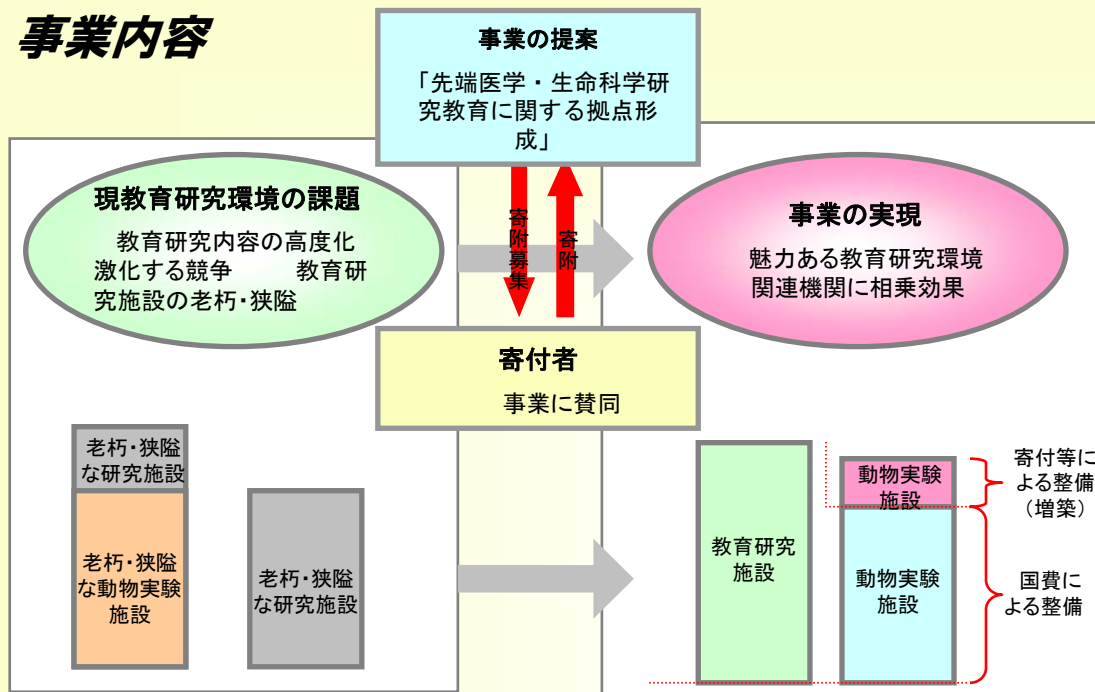 事業内容
事業の提案
「先端医学・生命科学研
究教育に関する拠点形
成」
現教育研究環境の課題
教育研究内容の高度化
激化する競争　　教育研
究施設の老朽・狭隘
寄附募集
寄附
事業の実現
魅力ある教育研究環境
関連機関に相乗効果
寄付者
事業に賛同
老朽・狭隘
な研究施設
老朽・狭隘
な動物実験
施設
老朽・狭隘
な研究施設
教育研究
施設
動物実験
施設
動物実験
施設
寄付等に
よる整備
（増築）
国費に
よる整備